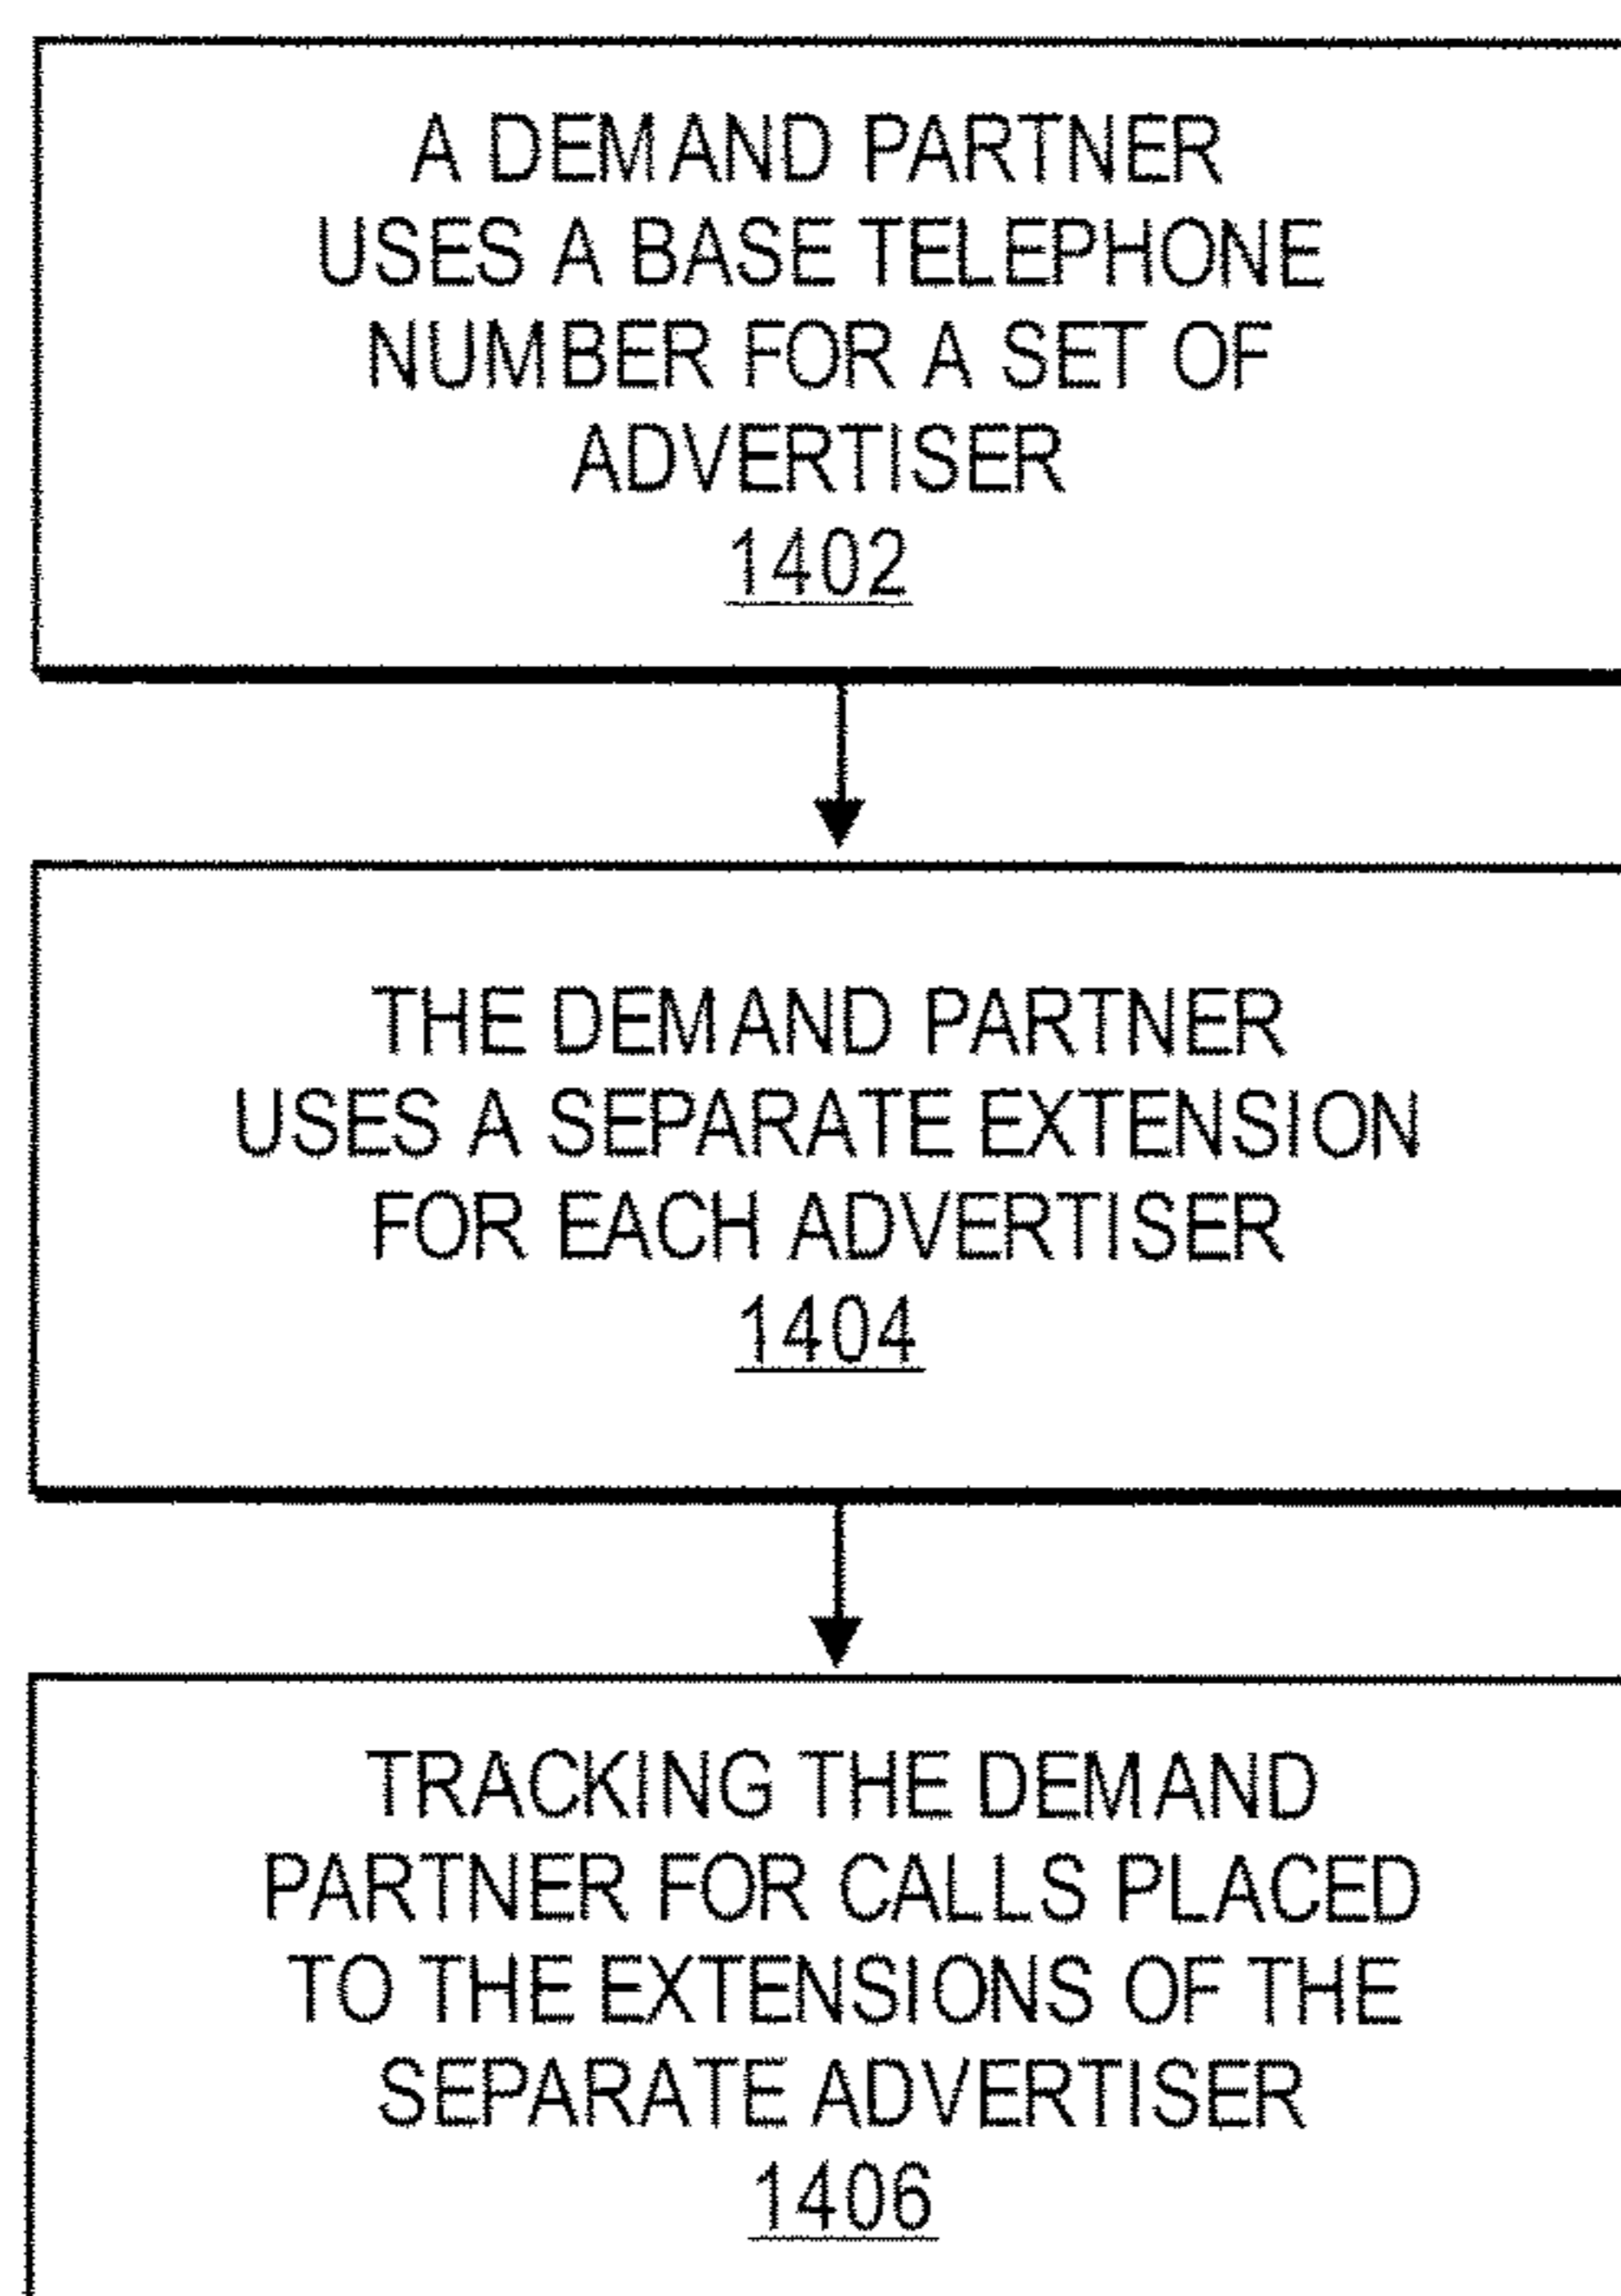 A DEMAND PARTNER
USES A BASE TELEPHONE
NUMBER FOR A SET OF
ADVERTISER
1402
THE DEMAND PARTNER
USES A SEPARATE EXTENSION
FOR EACH ADVERTISER
1404
TRACKING THE DEMAND
PARTNER FOR CALLS PLACED
TO THE EXTENSIONS OF THE
SEPARATE ADVERTISER
1406